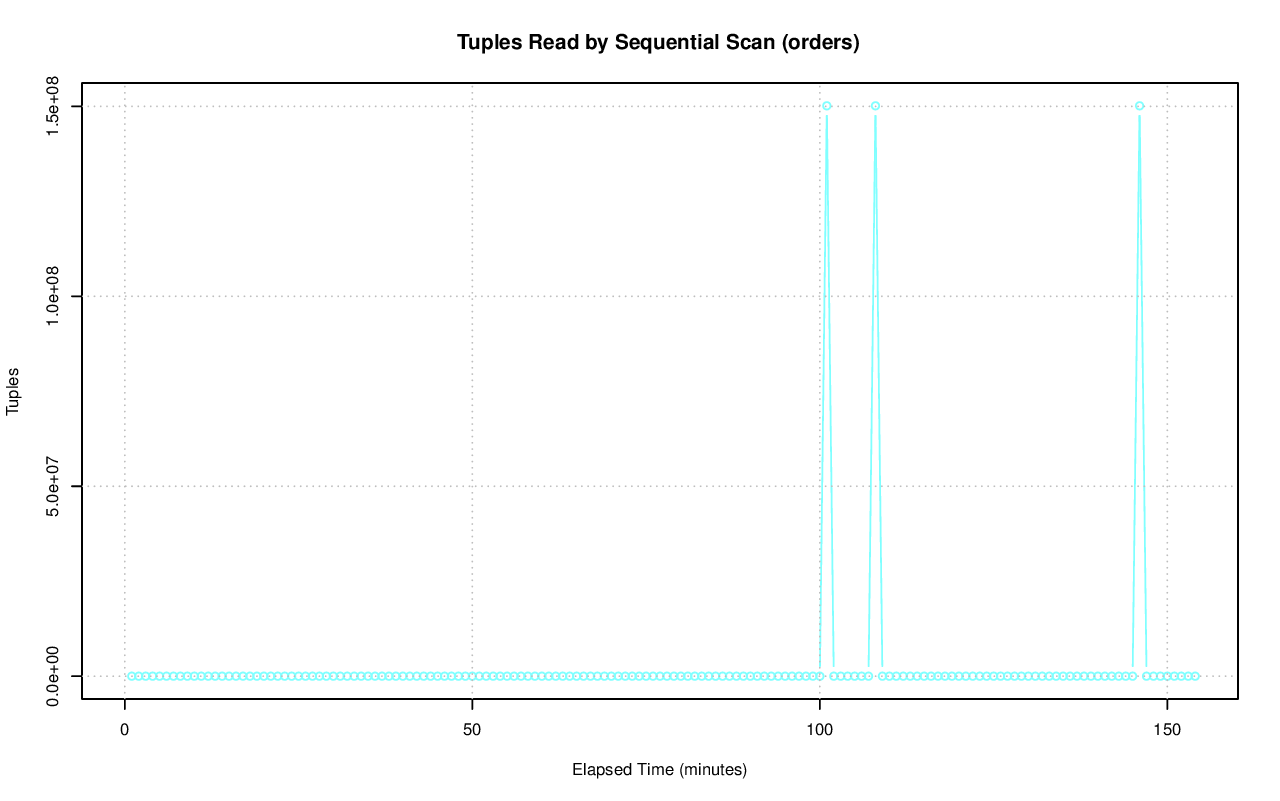 Tuples Read by Sequential Scan (orders)
1.5e+08
1.0e+08
5.0e+07
0.0e+00
Tuples
0 50 100 150
Elapsed Time (minutes)